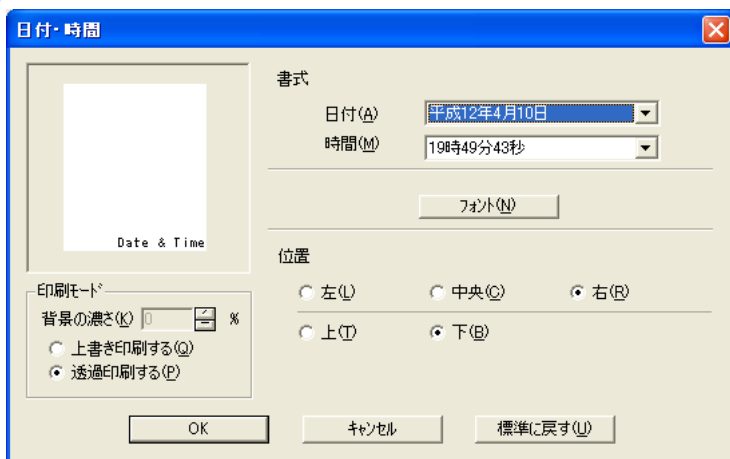 日付・時間
書式
日付(A) 平成12年4月10日
時間(M) 19時49分43秒
フォント(N)
Date & Time
位置
左(L) 中央(C) 右(R)
上(T) 下(B)
印刷モード
背景の濃さ(K) 0 %
上書き印刷する(Q)
透過印刷する(P)
OK キャンセル 標準に戻す(U)